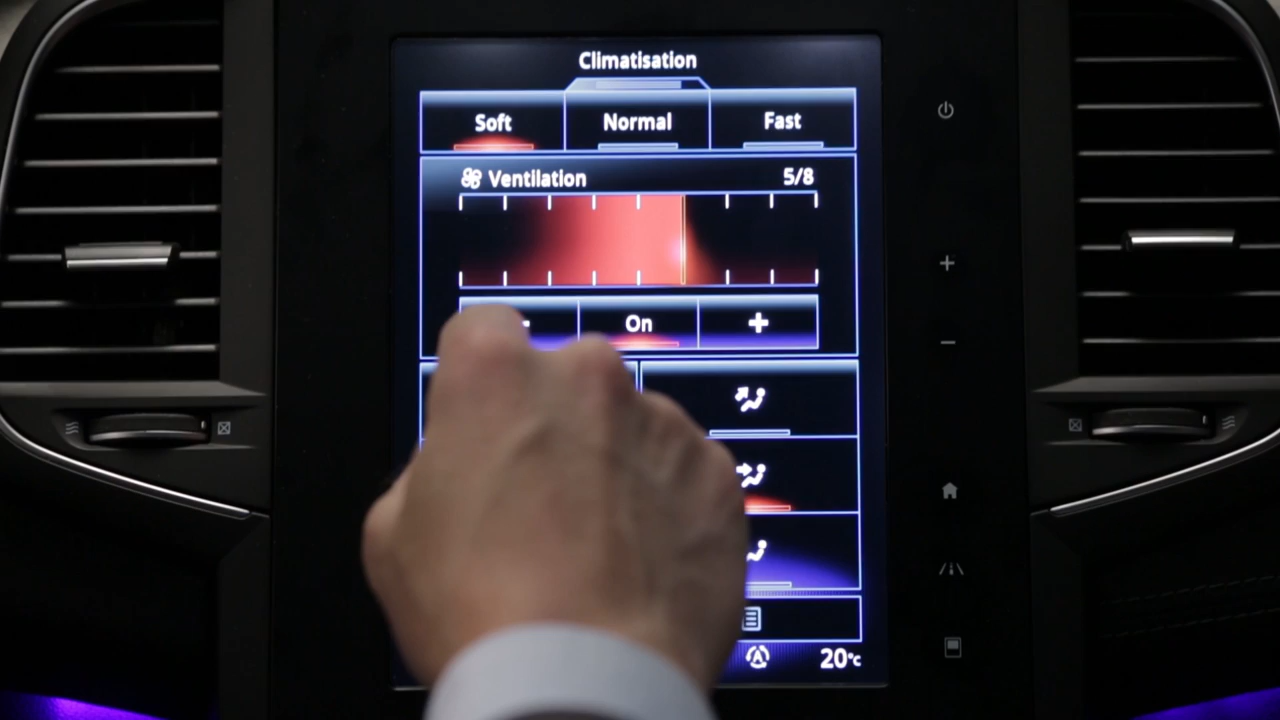 Climatisation
Soft Normal Fast
Ventilation 5/8
- On +
20°C